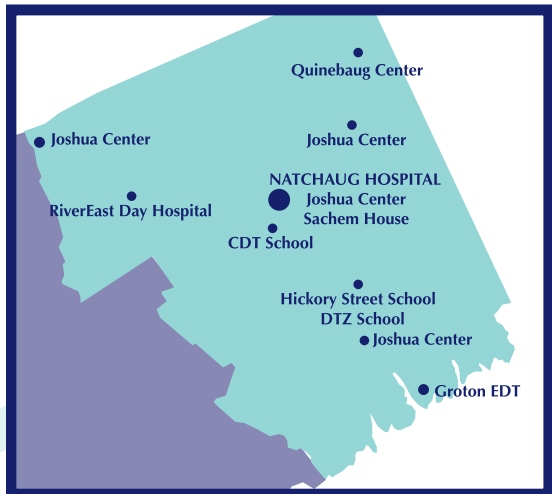 Quinebaug Center
Joshua Center
Joshua Center
NATCHAUG HOSPITAL
Joshua Center
Sachem House
RiverEast Day Hospital
CDT School
Hickory Street School
DTZ School
Joshua Center
Groton EDT